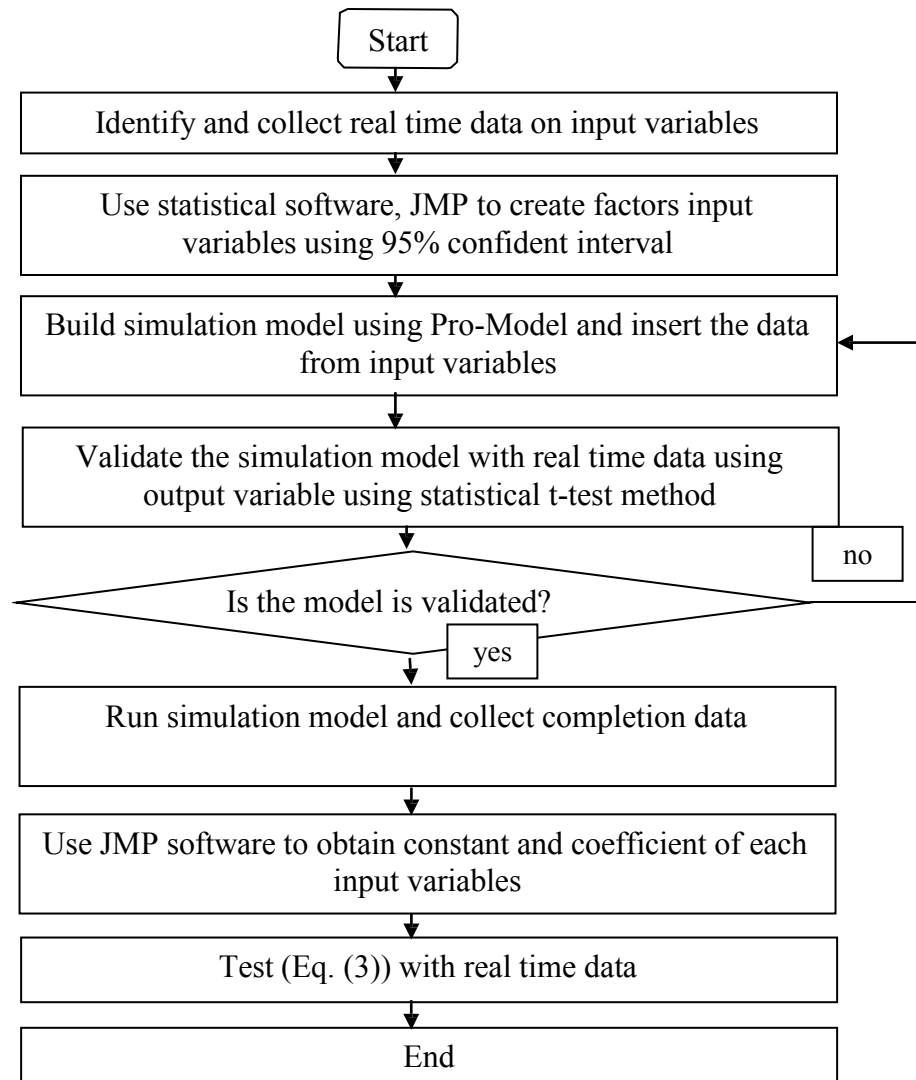 Start
Identify and collect real time data on input variables
Use statistical software, JMP to create factors input
variables using 95% confident interval
Build simulation model using Pro-Model and insert the data
from input variables
Validate the simulation model with real time data using
output variable using statistical t-test method
no
Is the model is validated?
yes
Run simulation model and collect completion data
Use JMP software to obtain constant and coefficient of each
input variables
Test (Eq. (3)) with real time data
End